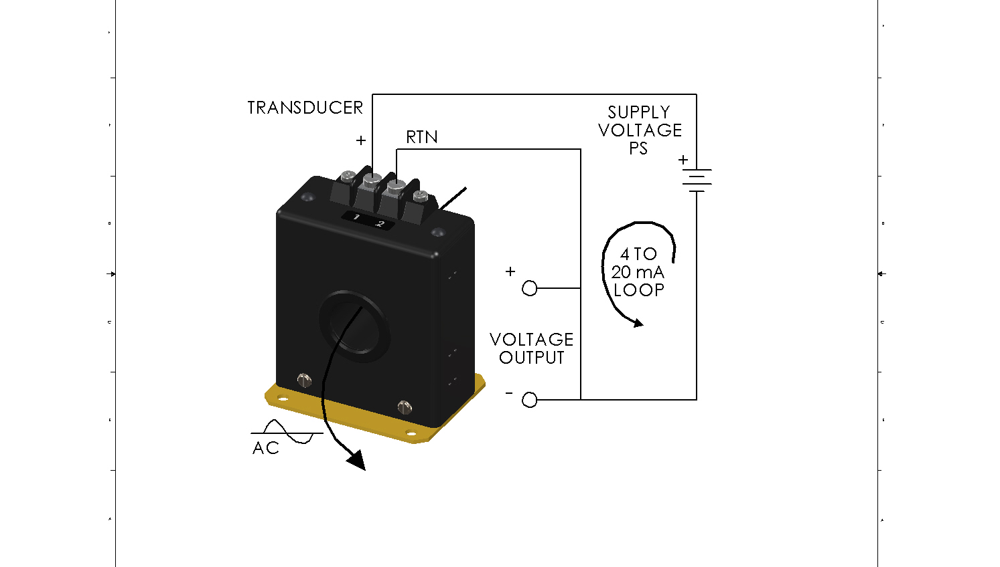 TRANSDUCER
+
RTN
SUPPLY
VOLTAGE
PS
+
1 2
4 TO
20 mA
LOOP
+
VOLTAGE
OUTPUT
-
AC